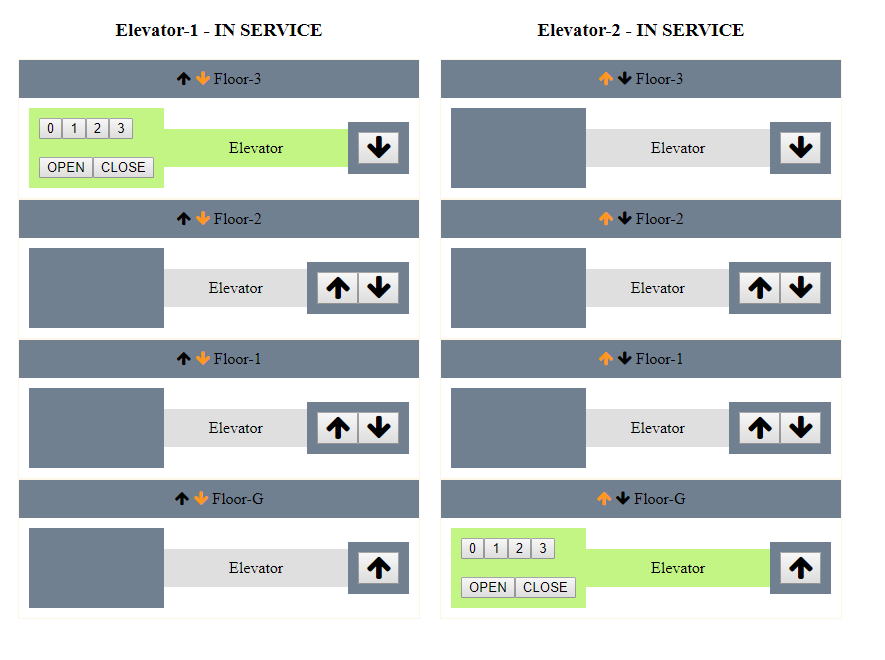 Elevator-1 - IN SERVICE
Floor-3
0 1 2 3
Elevator
OPEN CLOSE
Floor-2
Elevator
Floor-1
Elevator
Floor-G
Elevator
Elevator-2 - IN SERVICE
Floor-3
Elevator
Floor-2
Elevator
Floor-1
Elevator
Floor-G
0 1 2 3
Elevator
OPEN CLOSE